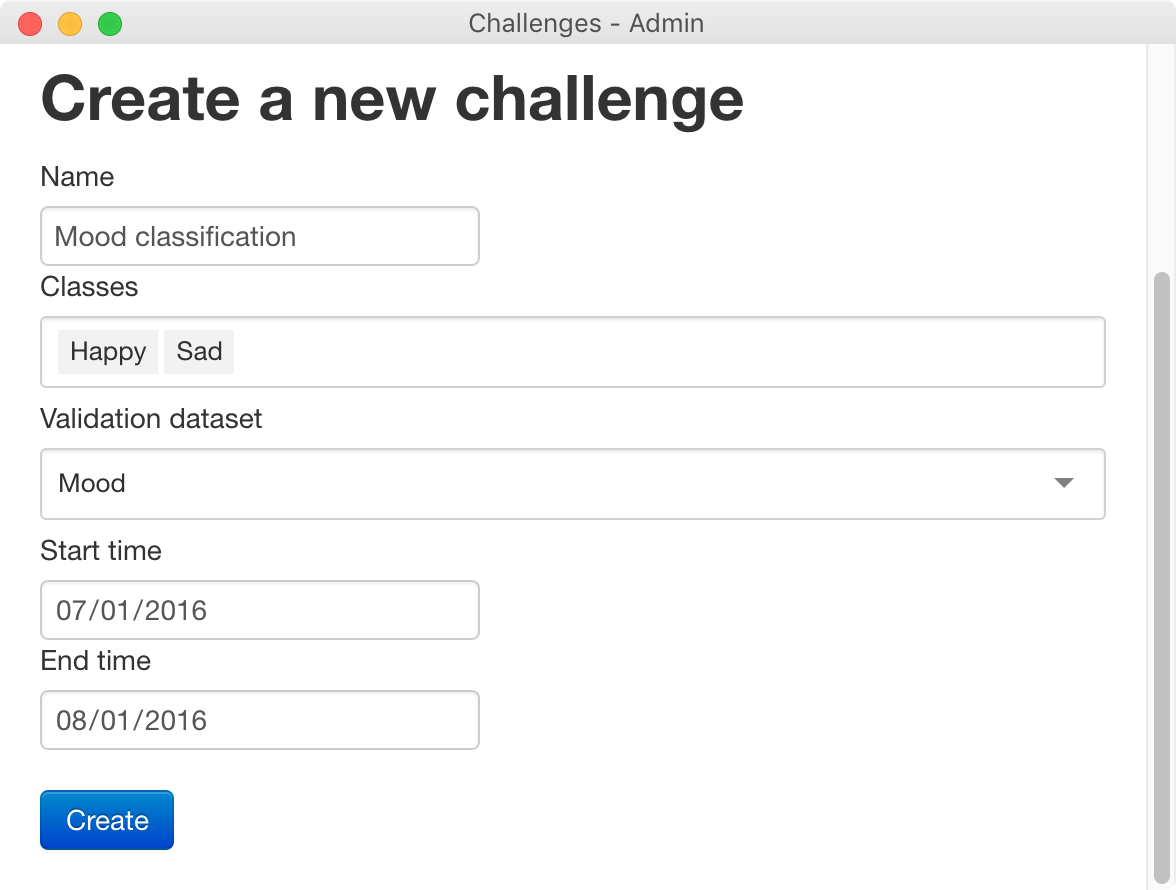 Challenges - Admin
Create a new challenge
Name
Mood classification
Classes
Happy Sad
Validation dataset
Mood
Start time
07/01/2016
End time
08/01/2016
Create